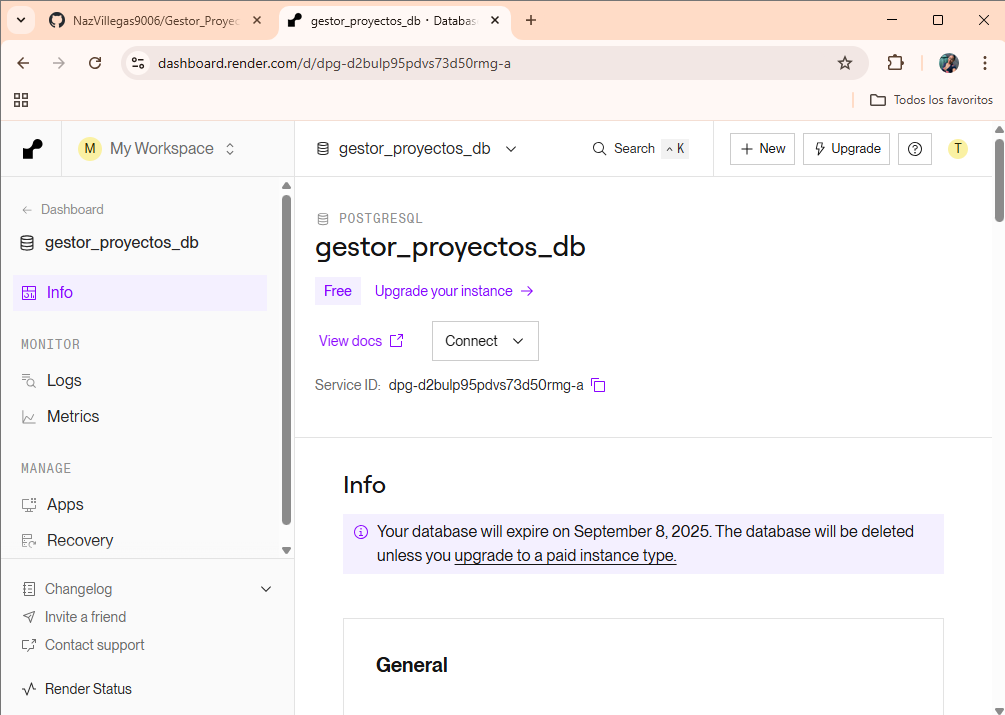 NazVillegas9006/Gestor_Proyec
gestor_proyectos_db · Databas
dashboard.render.com/d/dpg-d2bulp95pdvs73d50rmg-a
Todos los favoritos
M My Workspace
gestor_proyectos_db
Search K
New
Upgrade
T
Dashboard
gestor_proyectos_db
Info
MONITOR
Logs
Metrics
MANAGE
Apps
Recovery
Changelog
Invite a friend
Contact support
Render Status
POSTGRESQL
gestor_proyectos_db
Free Upgrade your instance →
View docs Connect
Service ID: dpg-d2bulp95pdvs73d50rmg-a
Info
Your database will expire on September 8, 2025. The database will be deleted
unless you upgrade to a paid instance type.
General